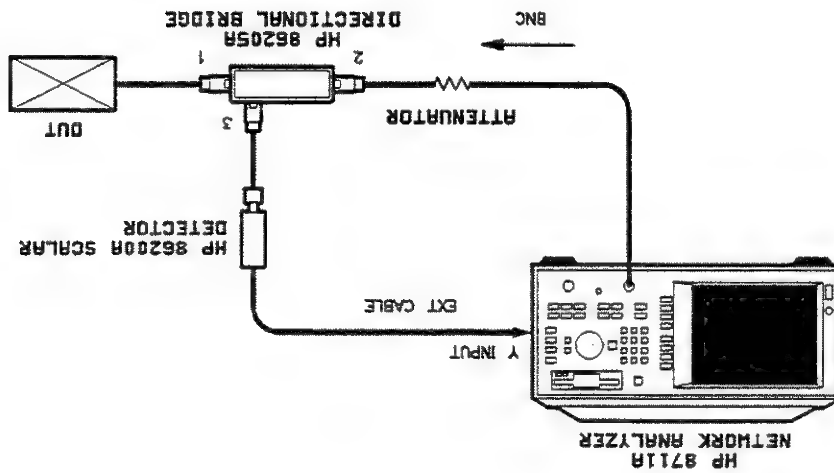 HP 8711A
NETWORK ANALYZER
Y INPUT
EXT CABLE
HP 86200A SCALAR
DETECTOR
ATTENUATOR
3
DUT
2
1
BNC
HP 86205A
DIRECTIONAL BRIDGE